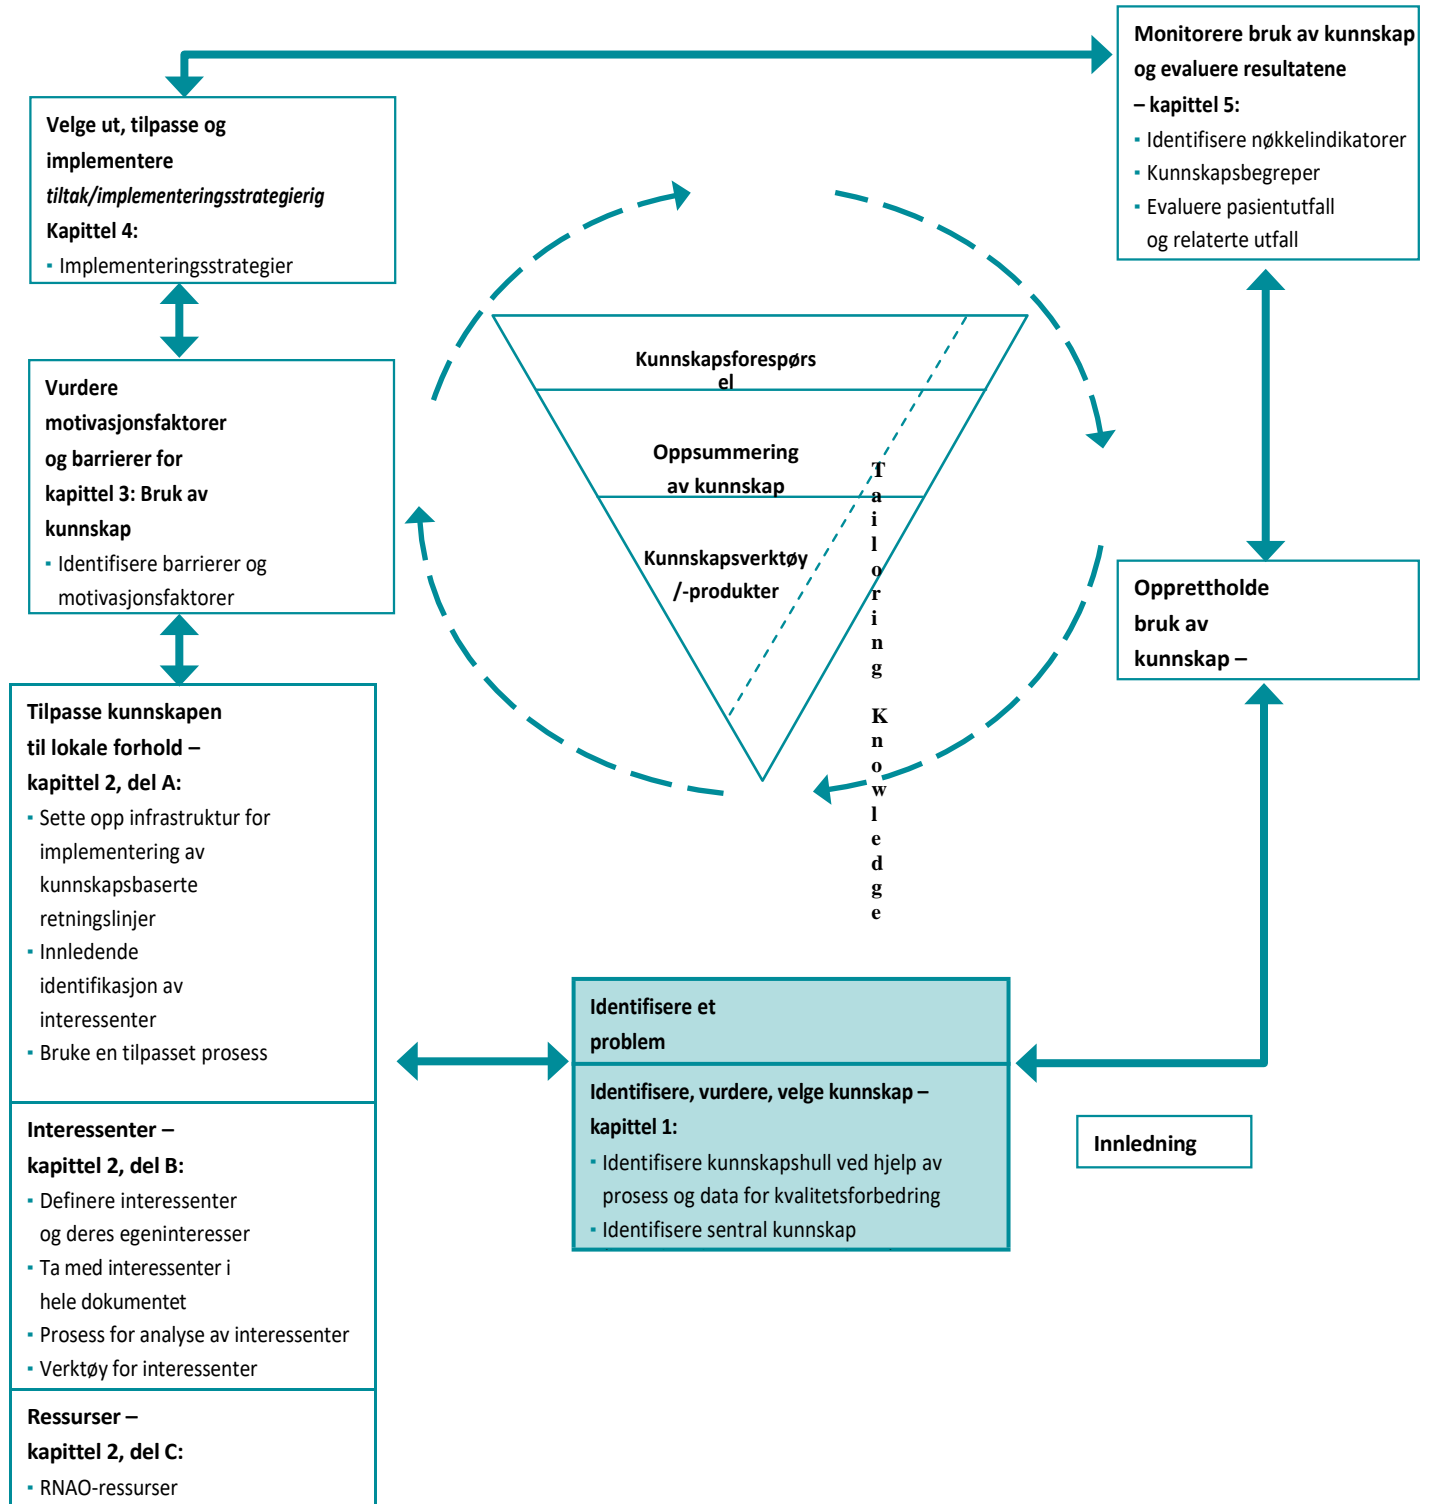 Monitorere bruk av kunnskap
og evaluere resultatene
– kapittel 5:
▪ Identifisere nøkkelindikatorer
▪ Kunnskapsbegreper
▪ Evaluere pasientutfall
og relaterte utfall
Velge ut, tilpasse og
implementere
tiltak/implementeringsstrategierig
Kapittel 4:
▪ Implementeringsstrategier
Vurdere
motivasjonsfaktorer
og barrierer for
kapittel 3: Bruk av
kunnskap
▪ Identifisere barrierer og
motivasjonsfaktorer
Kunnskapsforespørs
el
Oppsummering
av kunnskap
Kunnskapsverktøy
/-produkter
Tailoring Knowledge
Opprettholde
bruk av
kunnskap –
Tilpasse kunnskapen
til lokale forhold –
kapittel 2, del A:
▪ Sette opp infrastruktur for
implementering av
kunnskapsbaserte
retningslinjer
▪ Innledende
identifikasjon av
interessenter
▪ Bruke en tilpasset prosess
Interessenter –
kapittel 2, del B:
▪ Definere interessenter
og deres egeninteresser
▪ Ta med interessenter i
hele dokumentet
▪ Prosess for analyse av interessenter
▪ Verktøy for interessenter
Ressurser –
kapittel 2, del C:
▪ RNAO-ressurser
Identifisere et
problem
Identifisere, vurdere, velge kunnskap –
kapittel 1:
▪ Identifisere kunnskapshull ved hjelp av
prosess og data for kvalitetsforbedring
▪ Identifisere sentral kunnskap
Innledning